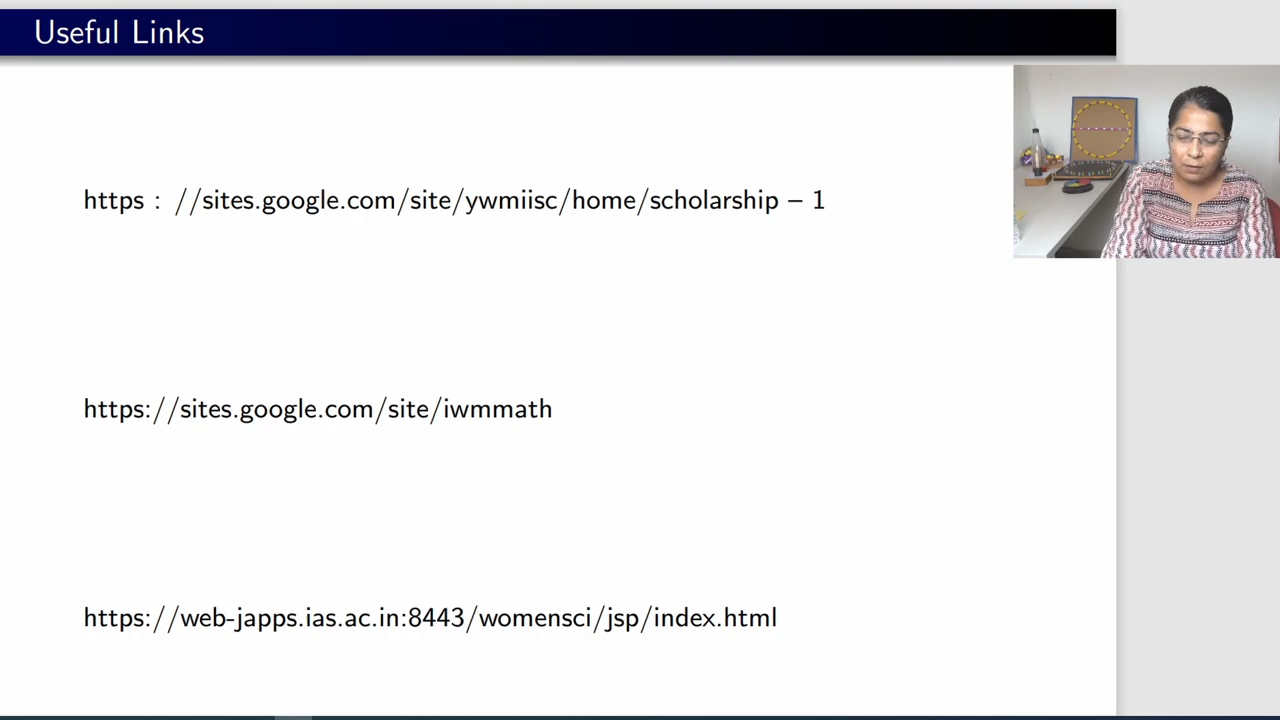 Useful Links
https : //sites.google.com/site/ywmiisc/home/scholarship − 1
https://sites.google.com/site/iwmmath
https://web-japps.ias.ac.in:8443/womensci/jsp/index.html